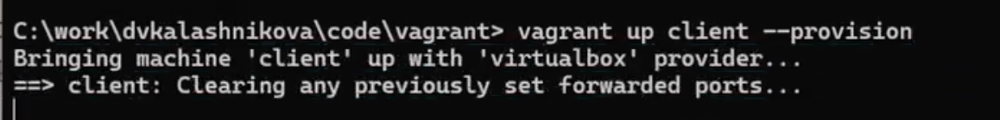 C:\work\dvkalashnikova\code\vagrant> vagrant up client --provision
Bringing machine 'client' up with 'virtualbox' provider...
==> client: Clearing any previously set forwarded ports...